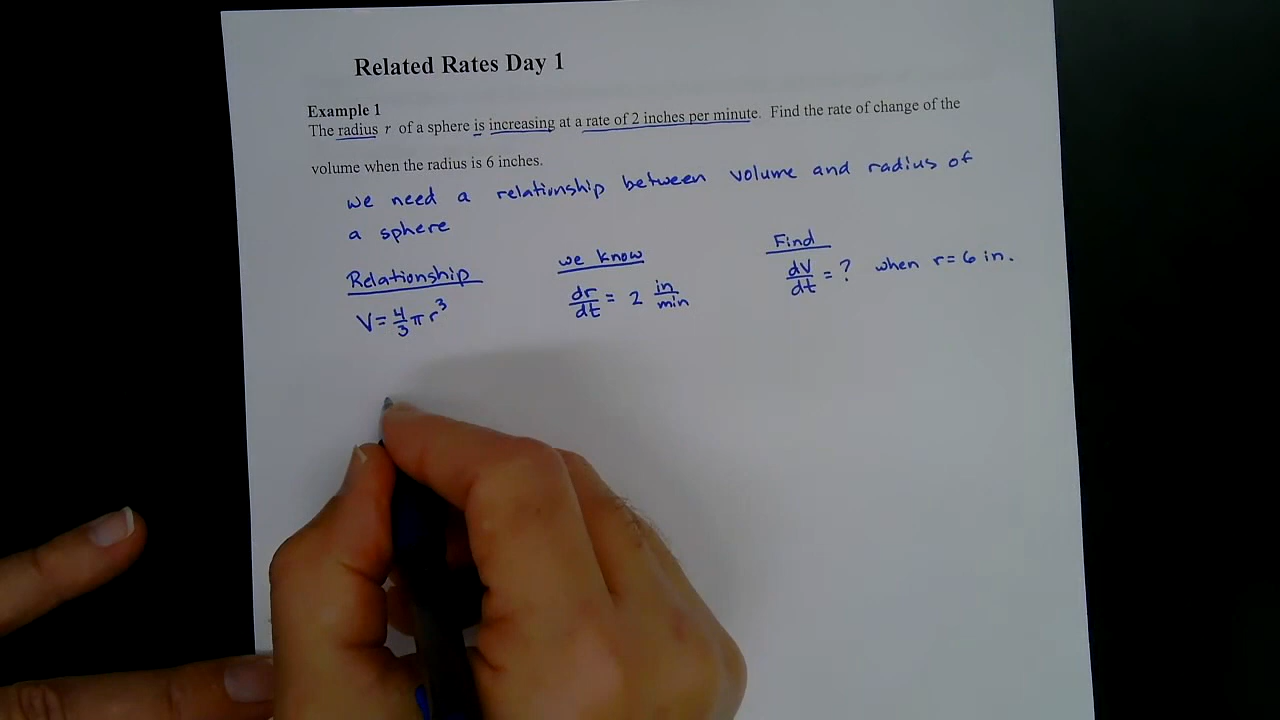 Related Rates Day 1
Example 1
The radius r of a sphere is increasing at a rate of 2 inches per minute. Find the rate of change of the
volume when the radius is 6 inches.
we need a relationship between volume and radius of
a sphere
Relationship
V = 4/3 π r³
we know
dr/dt = 2 in/min
Find
dV/dt = ? when r = 6 in.